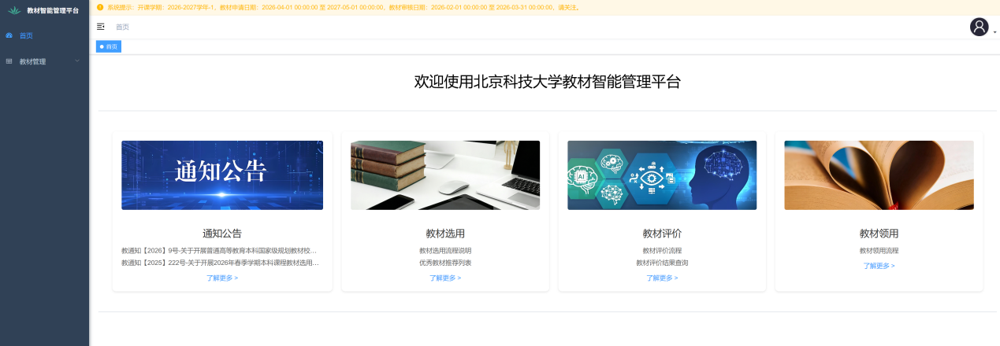 教材智能管理平台
系统提示：开课学期：2026-2027学年-1，教材申请日期：2026-04-01 00:00:00 至 2027-05-01 00:00:00，教材审核日期：2026-02-01 00:00:00 至 2026-03-31 00:00:00，请关注。
首页
首页
教材管理
首页
欢迎使用北京科技大学教材智能管理平台
通知公告
AI
通知公告
教通知【2026】9号-关于开展普通高等教育本科国家级规划教材校…
教通知【2025】222号-关于开展2026年春季学期本科课程教材选用…
了解更多 >
教材选用
教材选用流程说明
优秀教材推荐列表
了解更多 >
教材评价
教材评价流程
教材评价结果查询
了解更多 >
教材领用
教材领用流程
了解更多 >